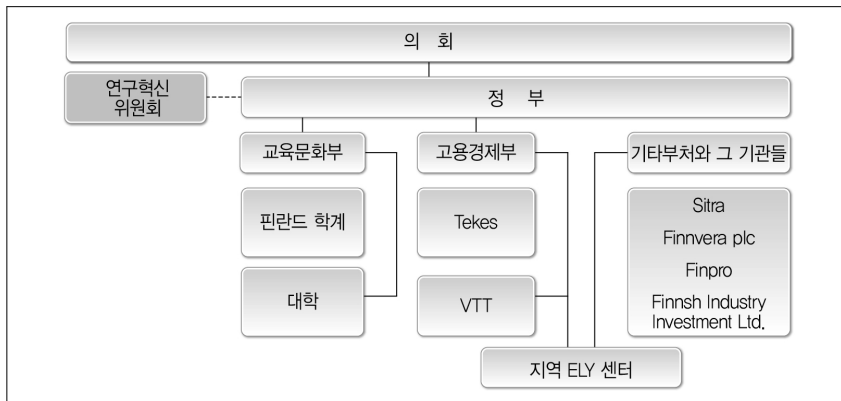 의 회
연구혁신
위원회
정 부
교육문화부
고용경제부
기타부처와 그 기관들
핀란드 학계
Tekes
Sitra
Finnvera plc
Finpro
Finnsh Industry
Investment Ltd.
대학
VTT
지역 ELY 센터